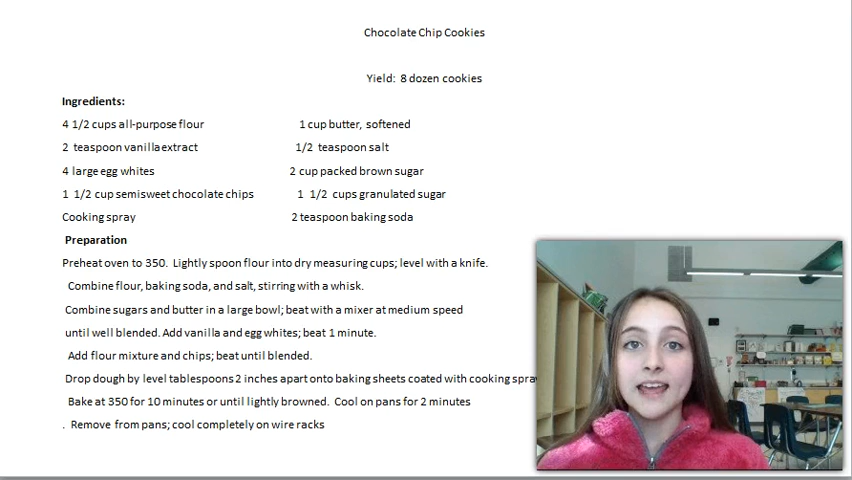 Chocolate Chip Cookies
Yield: 8 dozen cookies
Ingredients:
4 1/2 cups all-purpose flour 1 cup butter, softened
2 teaspoon vanilla extract 1/2 teaspoon salt
4 large egg whites 2 cup packed brown sugar
1 1/2 cup semisweet chocolate chips 1 1/2 cups granulated sugar
Cooking spray 2 teaspoon baking soda
Preparation
Preheat oven to 350. Lightly spoon flour into dry measuring cups; level with a knife.
Combine flour, baking soda, and salt, stirring with a whisk.
Combine sugars and butter in a large bowl; beat with a mixer at medium speed
until well blended. Add vanilla and egg whites; beat 1 minute.
Add flour mixture and chips; beat until blended.
Drop dough by level tablespoons 2 inches apart onto baking sheets coated with cooking spray
Bake at 350 for 10 minutes or until lightly browned. Cool on pans for 2 minutes
. Remove from pans; cool completely on wire racks